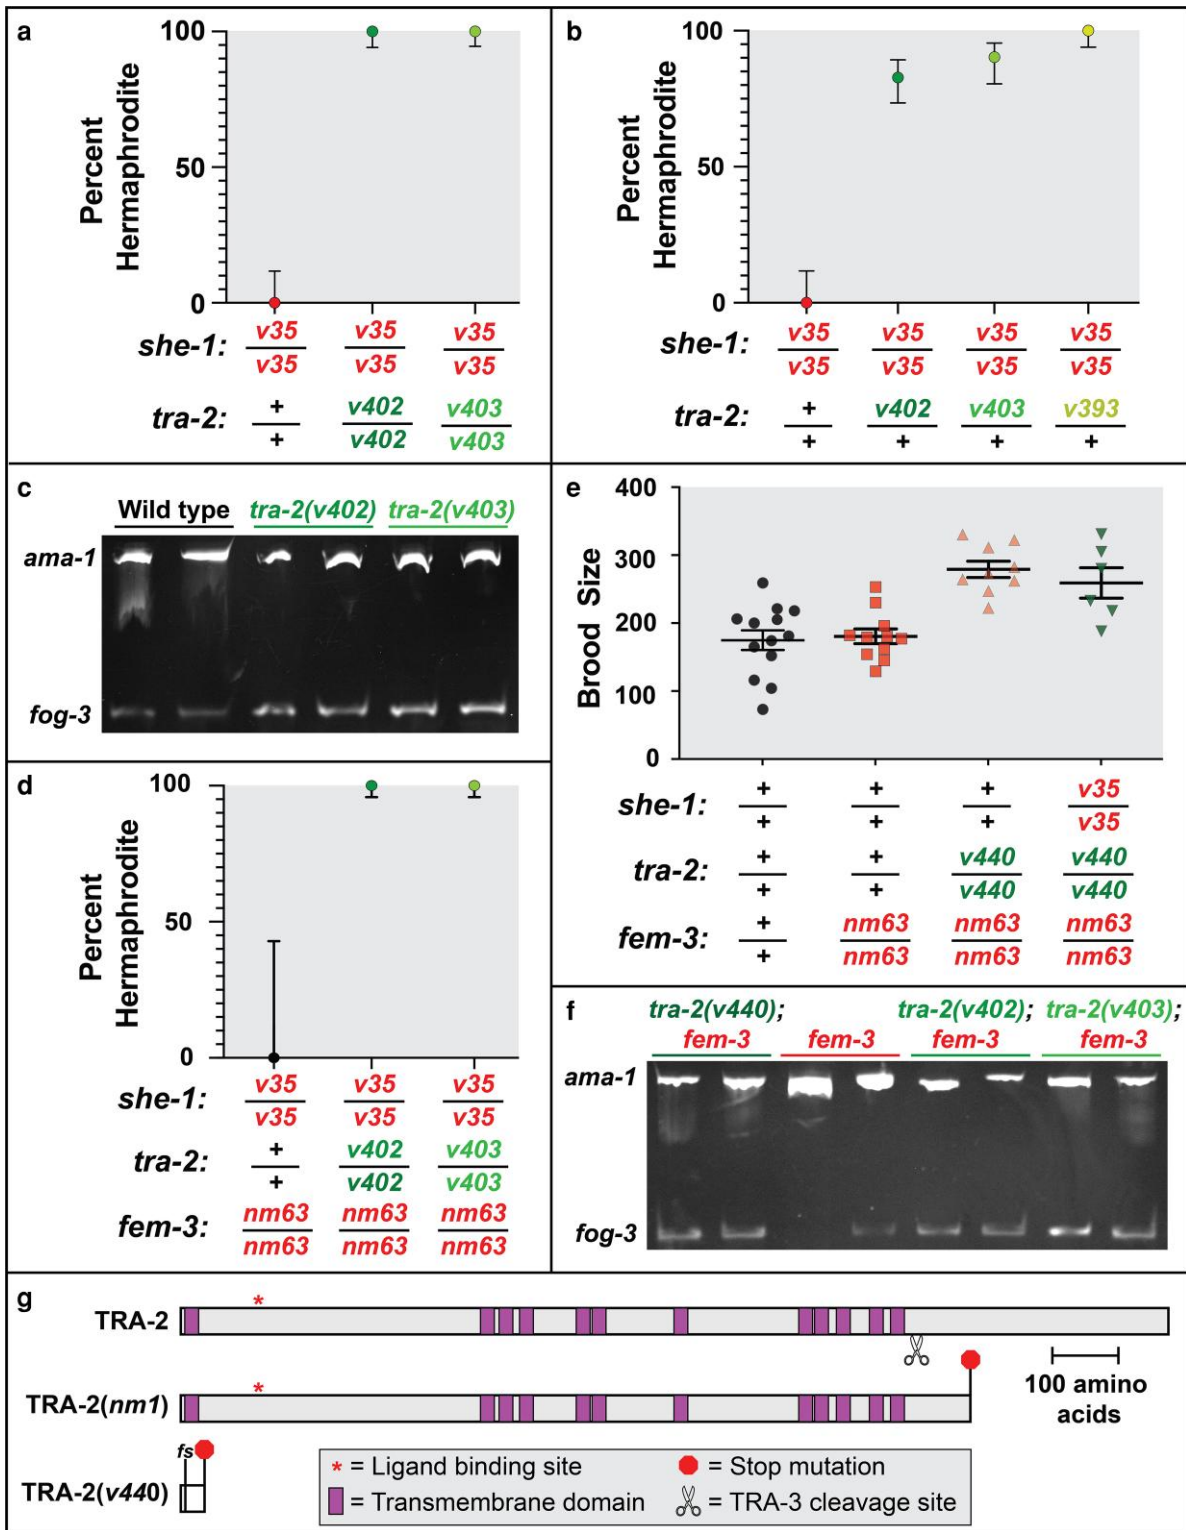 a
100
50
0
Percent
Hermaphrodite
she-1: v35 v35 v35
v35 v35 v35
tra-2: + v402 v403
+ v402 v403
b
100
50
0
Percent
Hermaphrodite
she-1: v35 v35 v35 v35
v35 v35 v35 v35
tra-2: + v402 v403 v393
+ + + +
c
Wild type tra-2(v402) tra-2(v403)
ama-1
fog-3
d
100
50
0
Percent
Hermaphrodite
she-1: v35 v35 v35
v35 v35 v35
tra-2: + v402 v403
+ v402 v403
fem-3: nm63 nm63 nm63
nm63 nm63 nm63
e
400
300
200
100
0
Brood Size
she-1: + + + v35
+ + + v35
tra-2: + + v440 v440
+ + v440 v440
fem-3: + nm63 nm63 nm63
+ nm63 nm63 nm63
f
tra-2(v440); tra-2(v402); tra-2(v403);
fem-3 fem-3 fem-3 fem-3
ama-1
fog-3
g
TRA-2
*
TRA-2(nm1)
*
100 amino
acids
fs
TRA-2(v440)
* = Ligand binding site
= Stop mutation
= Transmembrane domain
= TRA-3 cleavage site